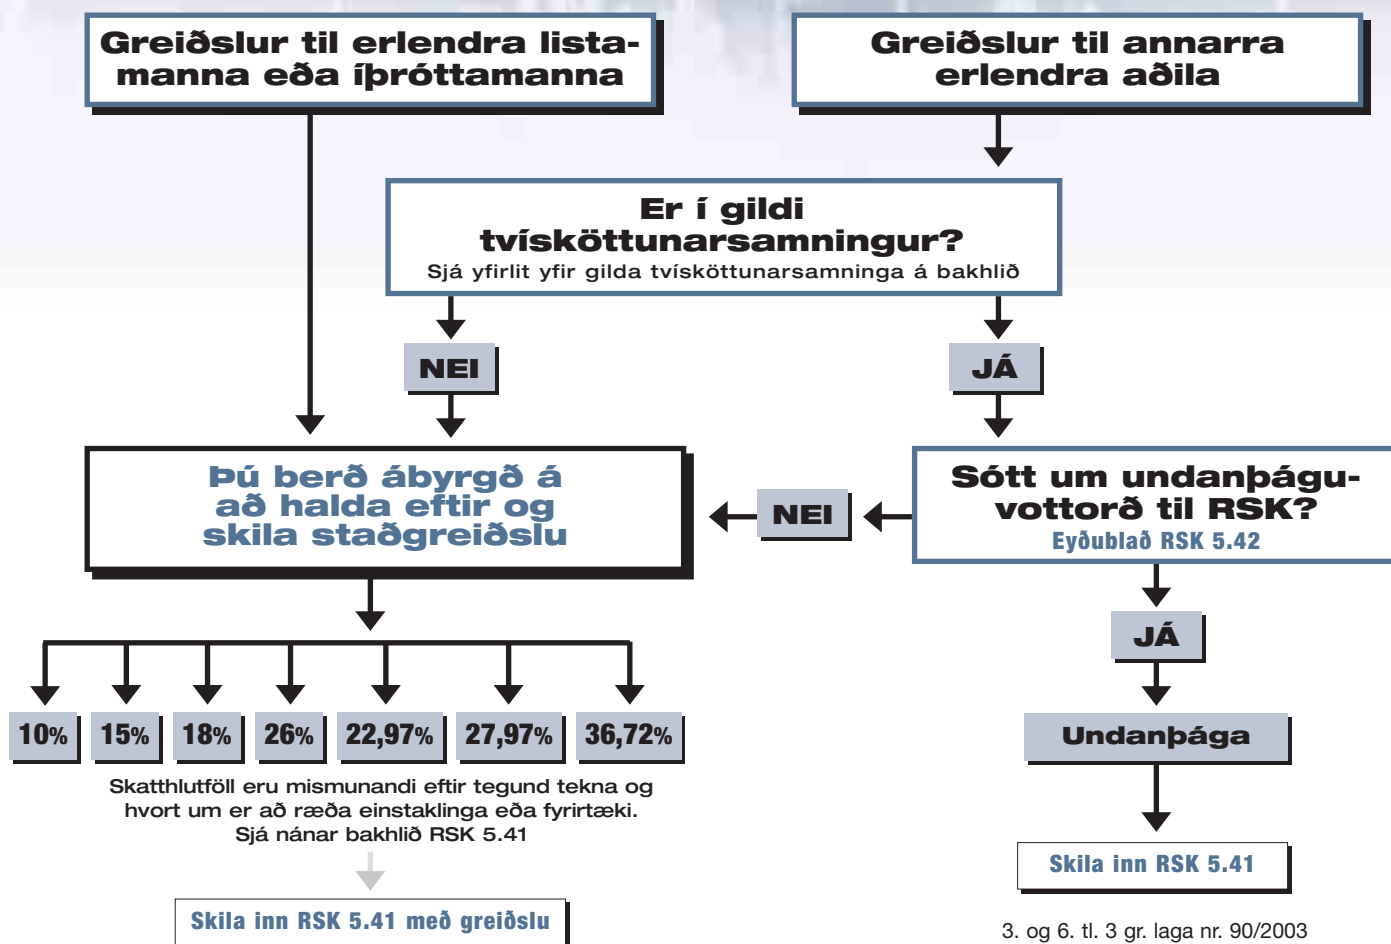 Greiðslur til erlendra lista-
manna eða íþróttamanna
Greiðslur til annarra
erlendra aðila
Er í gildi
tvísköttunarsamningur?
Sjá yfirlit yfir gilda tvísköttunarsamninga á bakhlið
NEI
JÁ
Þú berð ábyrgð á
að halda eftir og
skila staðgreiðslu
NEI
Sótt um undanþágu-
vottorð til RSK?
Eyðublað RSK 5.42
JÁ
10%
15%
18%
26%
22,97%
27,97%
36,72%
Undanþága
Skatthlutföll eru mismunandi eftir tegund tekna og
hvort um er að ræða einstaklinga eða fyrirtæki.
Sjá nánar bakhlið RSK 5.41
Skila inn RSK 5.41
Skila inn RSK 5.41 með greiðslu
3. og 6. tl. 3 gr. laga nr. 90/2003